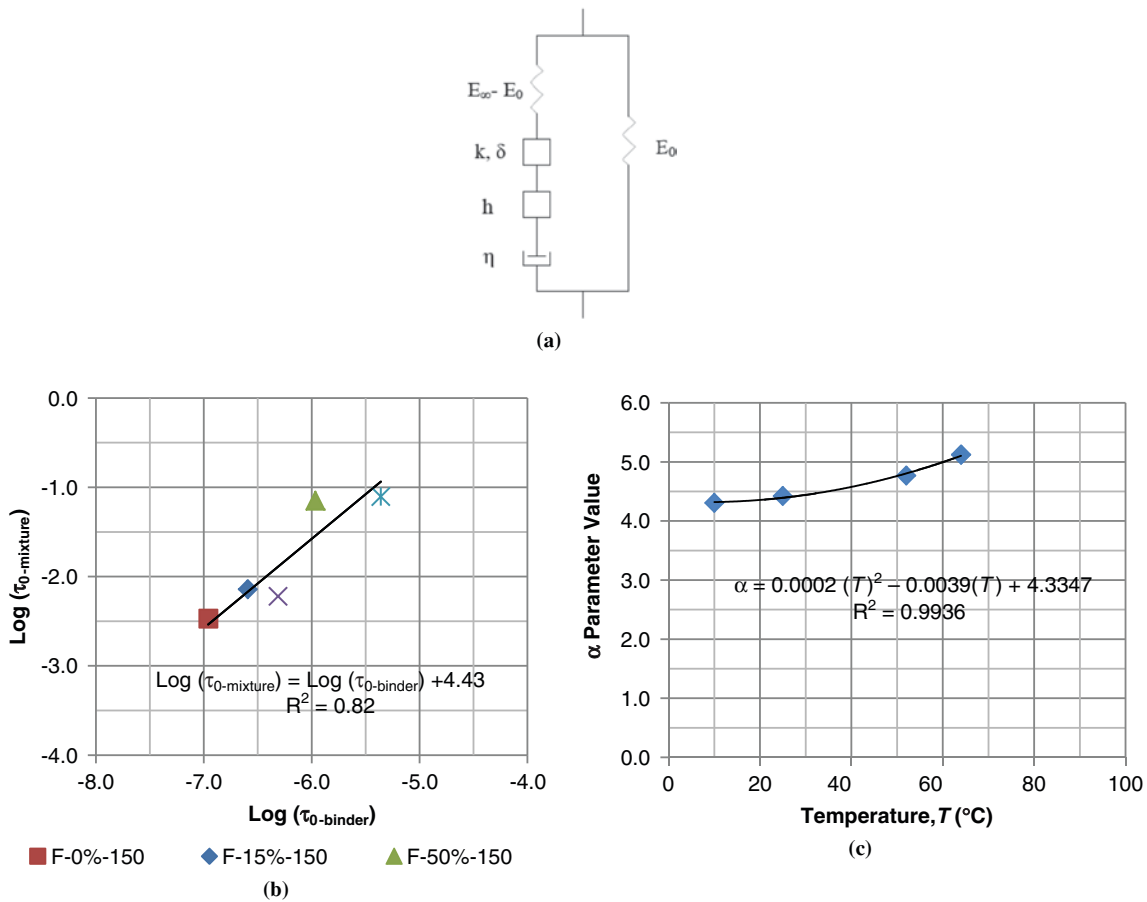 E∞- E0
k, δ
E0
h
η
(a)
0.0
-1.0
-2.0
-3.0
-4.0
Log (τ0-mixture)
Log (τ0-mixture) = Log (τ0-binder) +4.43
R² = 0.82
-8.0 -7.0 -6.0 -5.0 -4.0
Log (τ0-binder)
F-0%-150 F-15%-150 F-50%-150
(b)
6.0
5.0
4.0
3.0
2.0
1.0
0.0
α Parameter Value
α = 0.0002 (T)² – 0.0039(T) + 4.3347
R² = 0.9936
0 20 40 60 80 100
Temperature, T (°C)
(c)